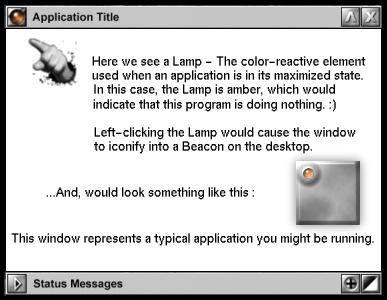 Application Title
Here we see a Lamp - The color-reactive element
used when an application is in its maximized state.
In this case, the Lamp is amber, which would
indicate that this program is doing nothing. :)
Left-clicking the Lamp would cause the window
to iconify into a Beacon on the desktop.
...And, would look something like this :
This window represents a typical application you might be running.
Status Messages